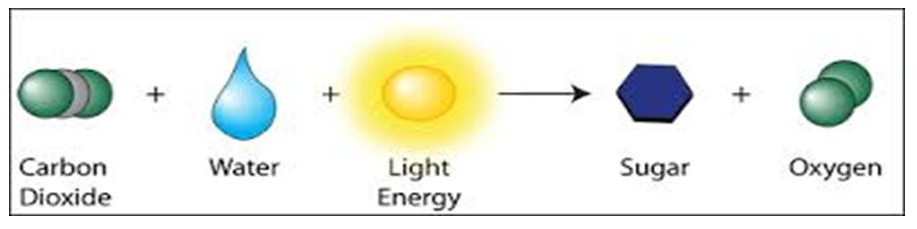 + + +
Carbon Water Light Sugar Oxygen
Dioxide Energy